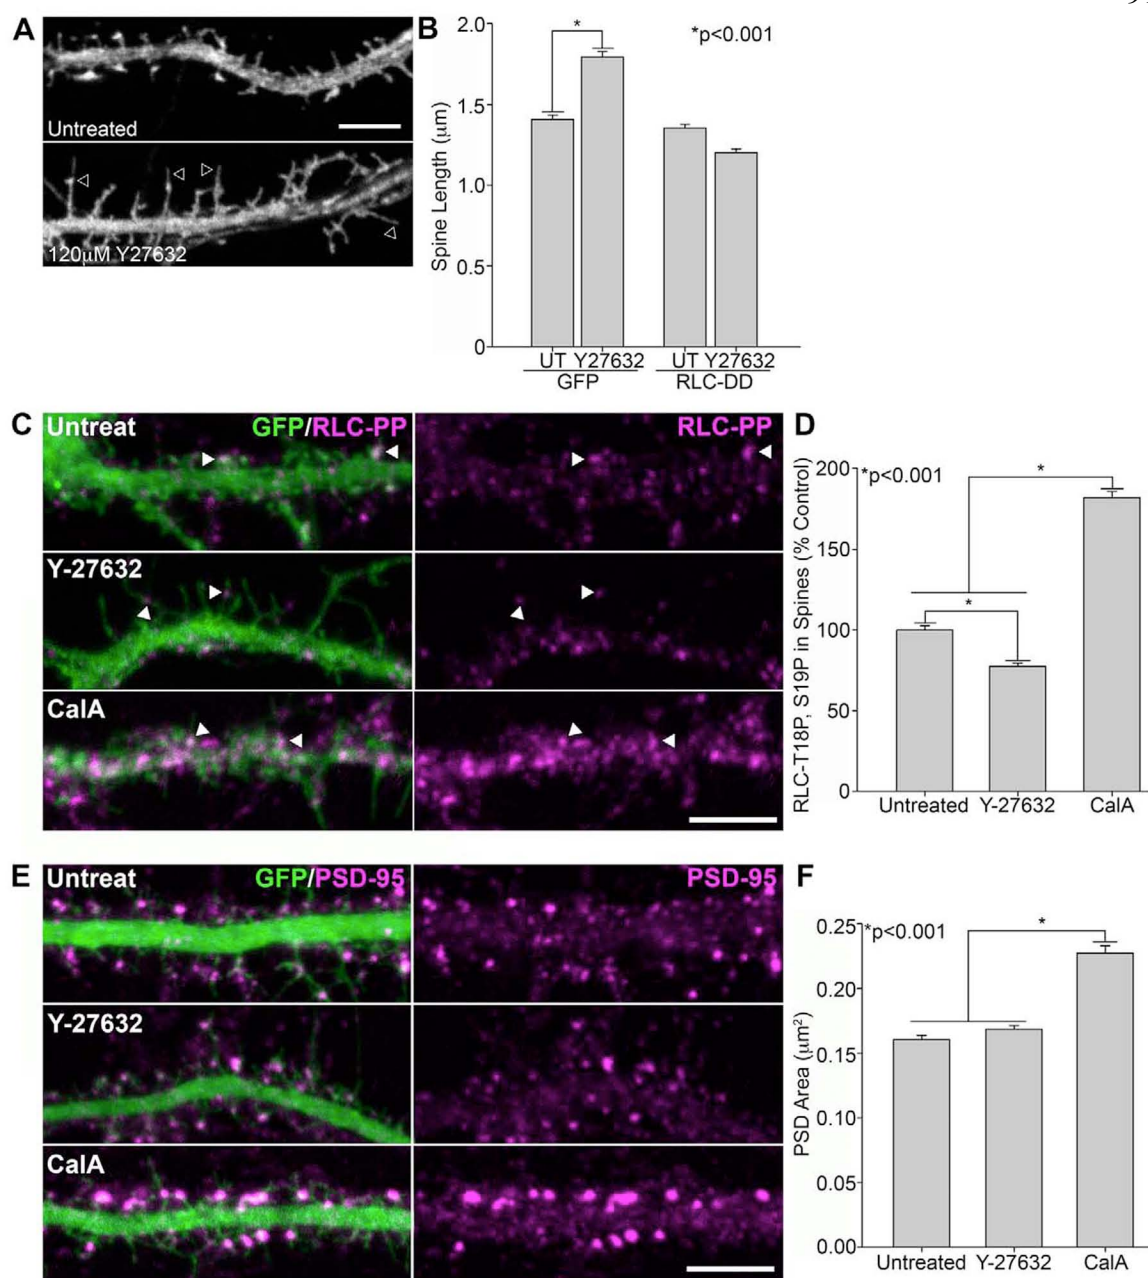 A
Untreated
120μM Y27632
B
*p<0.001
*
Spine Length (μm)
2.0
1.5
1.0
0.5
0
UT Y27632
UT Y27632
GFP
RLC-DD
C
Untreat
GFP/RLC-PP
RLC-PP
Y-27632
CalA
D
*p<0.001
*
*
RLC-T18P, S19P in Spines (% Control)
200
150
100
50
0
Untreated
Y-27632
CalA
E
Untreat
GFP/PSD-95
PSD-95
Y-27632
CalA
F
*p<0.001
*
PSD Area (μm²)
0.25
0.20
0.15
0.10
0.05
0.00
Untreated
Y-27632
CalA